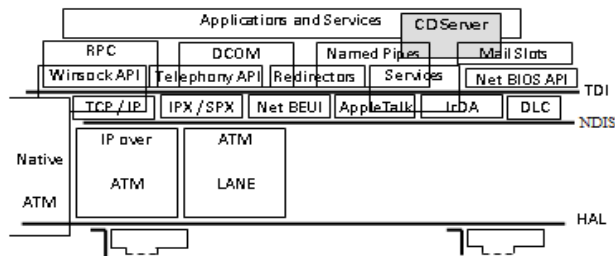 Applications and Services
CDServer
RPC
DCOM
Named Pipes
Mail Slots
Winsock API
Telephony API
Redirectors
Services
Net BIOS API
TDI
TCP / IP
IPX / SPX
Net BEUI
AppleTalk
IrDA
DLC
NDIS
Native
ATM
IP over
ATM
ATM
LANE
HAL